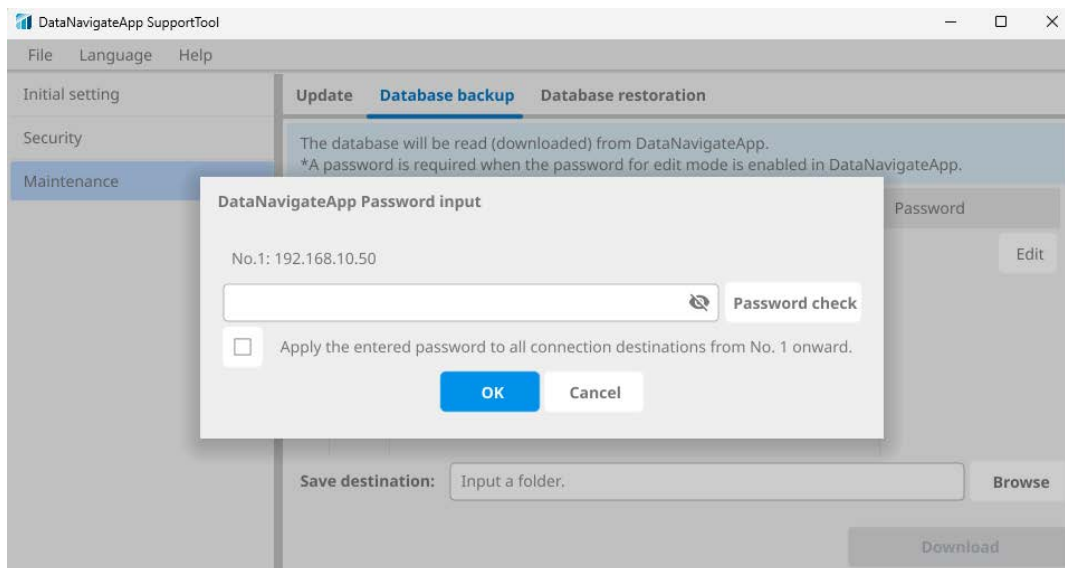 DataNavigateApp SupportTool
File Language Help
Initial setting
Security
Maintenance
Update Database backup Database restoration
The database will be read (downloaded) from DataNavigateApp.
*A password is required when the password for edit mode is enabled in DataNavigateApp.
Password
Edit
DataNavigateApp Password input
No.1: 192.168.10.50
Password check
Apply the entered password to all connection destinations from No. 1 onward.
OK Cancel
Save destination: Input a folder. Browse
Download